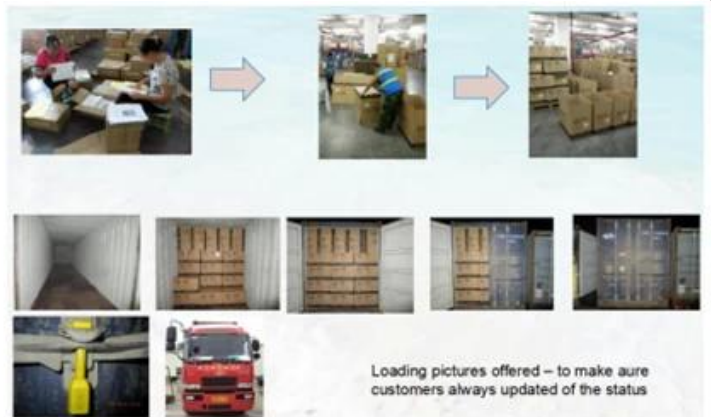 Loading pictures offered – to make aure
customers always updated of the status